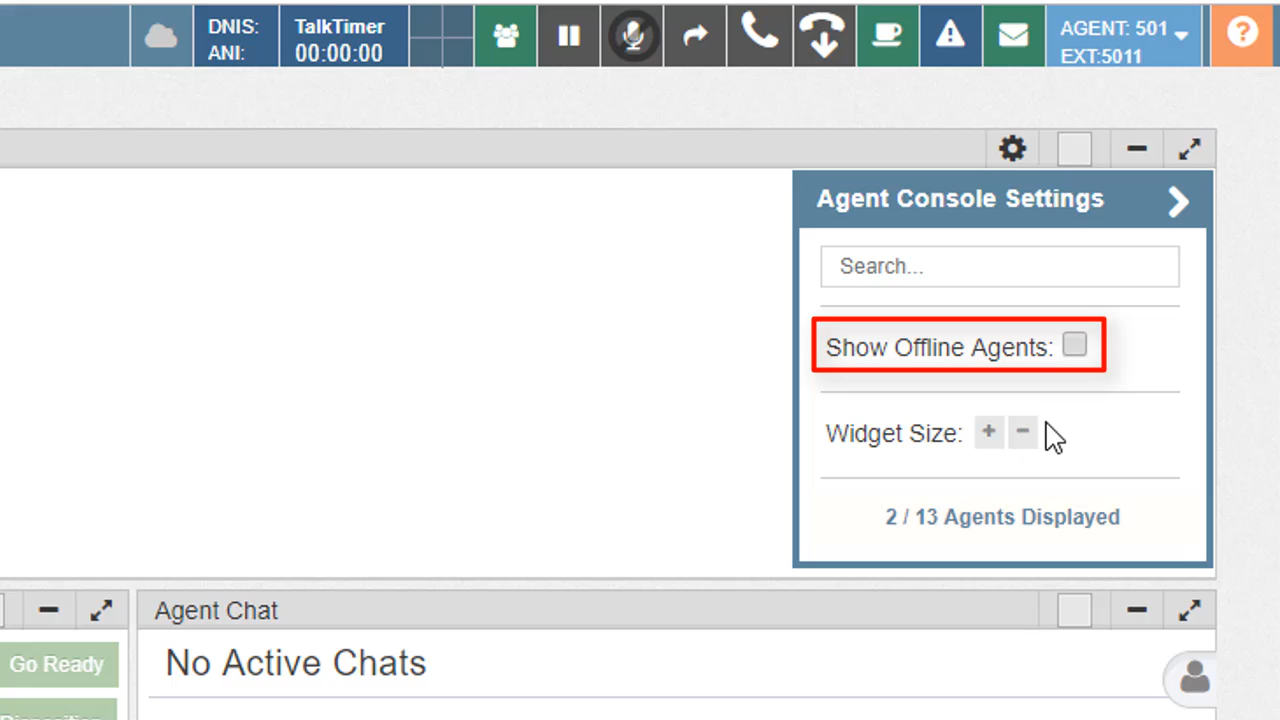 DNIS:
ANI:
TalkTimer
00:00:00
AGENT: 501
EXT:5011
Agent Console Settings
Search...
Show Offline Agents:
Widget Size: + -
2 / 13 Agents Displayed
Agent Chat
Go Ready
No Active Chats
Disposition